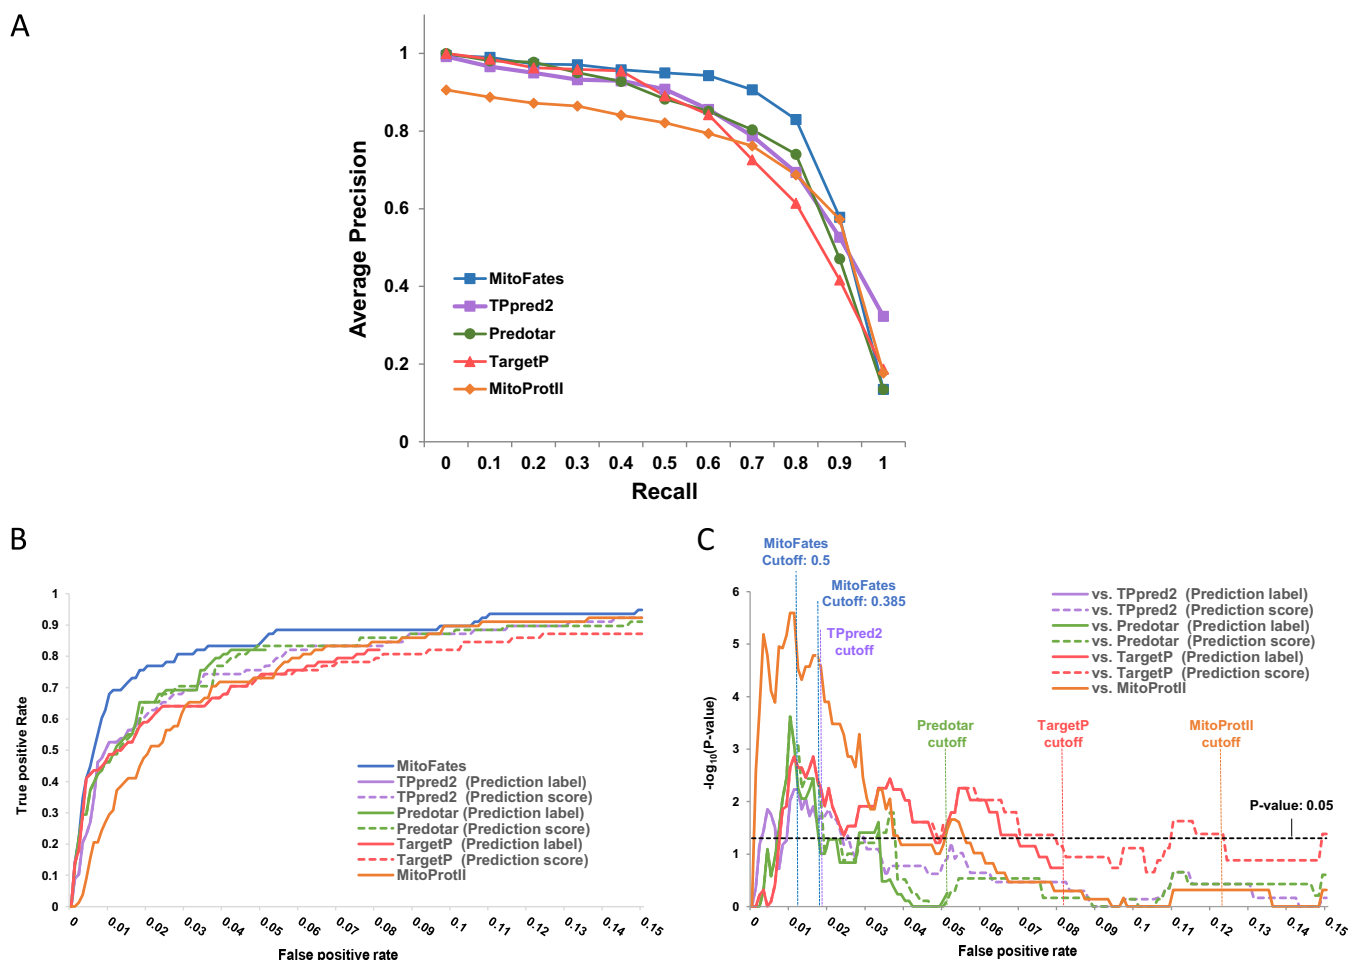 A
1
0.8
0.6
0.4
0.2
0
Average Precision
MitoFates
TPpred2
Predotar
TargetP
MitoProtII
0 0.1 0.2 0.3 0.4 0.5 0.6 0.7 0.8 0.9 1
Recall
B
1
0.9
0.8
0.7
0.6
0.5
0.4
0.3
0.2
0.1
0
True positive Rate
MitoFates
TPpred2 (Prediction label)
TPpred2 (Prediction score)
Predotar (Prediction label)
Predotar (Prediction score)
TargetP (Prediction label)
TargetP (Prediction score)
MitoProtII
0 0.01 0.02 0.03 0.04 0.05 0.06 0.07 0.08 0.09 0.1 0.11 0.12 0.13 0.14 0.15
False positive rate
C
MitoFates
Cutoff: 0.5
MitoFates
Cutoff: 0.385
TPpred2
cutoff
Predotar
cutoff
TargetP
cutoff
MitoProtII
cutoff
P-value: 0.05
vs. TPpred2 (Prediction label)
vs. TPpred2 (Prediction score)
vs. Predotar (Prediction label)
vs. Predotar (Prediction score)
vs. TargetP (Prediction label)
vs. TargetP (Prediction score)
vs. MitoProtII
6
5
4
3
2
1
0
-log10(P-value)
0 0.01 0.02 0.03 0.04 0.05 0.06 0.07 0.08 0.09 0.1 0.11 0.12 0.13 0.14 0.15
False positive rate